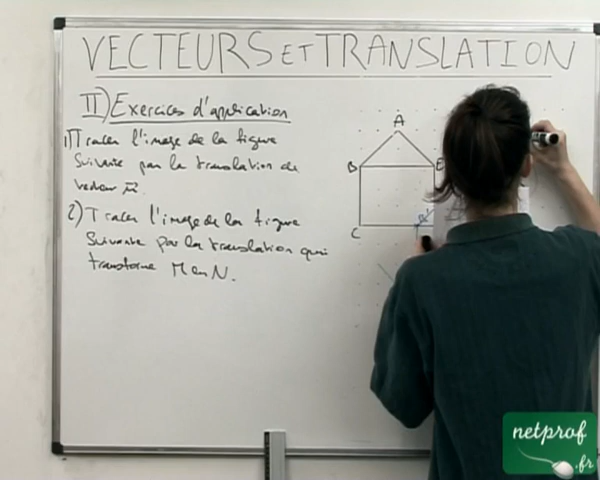 VECTEURS ET TRANSLATION
II) Exercices d'application
1) Tracer l'image de la figure
suivante par la translation de
vecteur
2) Tracer l'image de la figure
suivante par la translation qui
transforme M en N.
A
B E
C
netprof
.fr